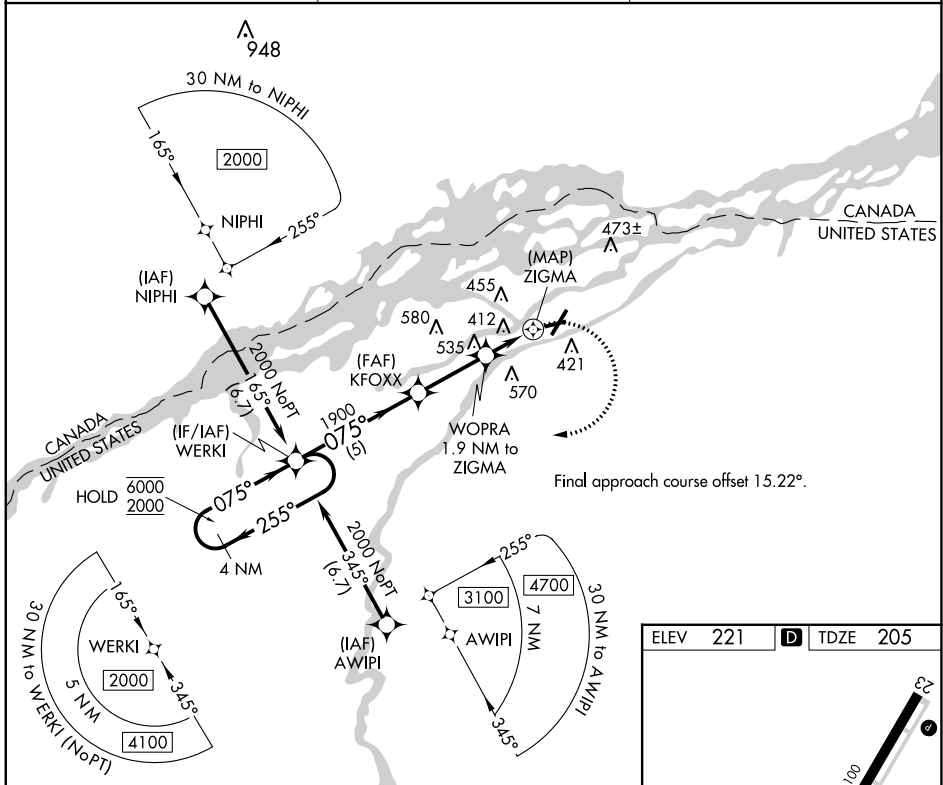 948
30 NM to NIPHI
165°
2000
NIPHI
255°
CANADA
UNITED STATES
473±
(MAP)
ZIGMA
(IAF)
NIPHI
455
580
412
535
421
570
2000 NoPT
165°
(6.7)
(FAF)
KFOXX
1900
075°
(5)
WOPRA
1.9 NM to
ZIGMA
(IF/IAF)
WERKI
CANADA
UNITED STATES
Final approach course offset 15.22°.
HOLD
6000
2000
075°
255°
4 NM
2000 NoPT
345°
(6.7)
(IAF)
AWIPI
165°
WERKI
2000
345°
5 NM
4100
30 NM to WERKI (NoPT)
255°
3100
4700
7 NM
AWIPI
345°
30 NM to AWIPI
ELEV 221 D TDZE 205
23
P
100